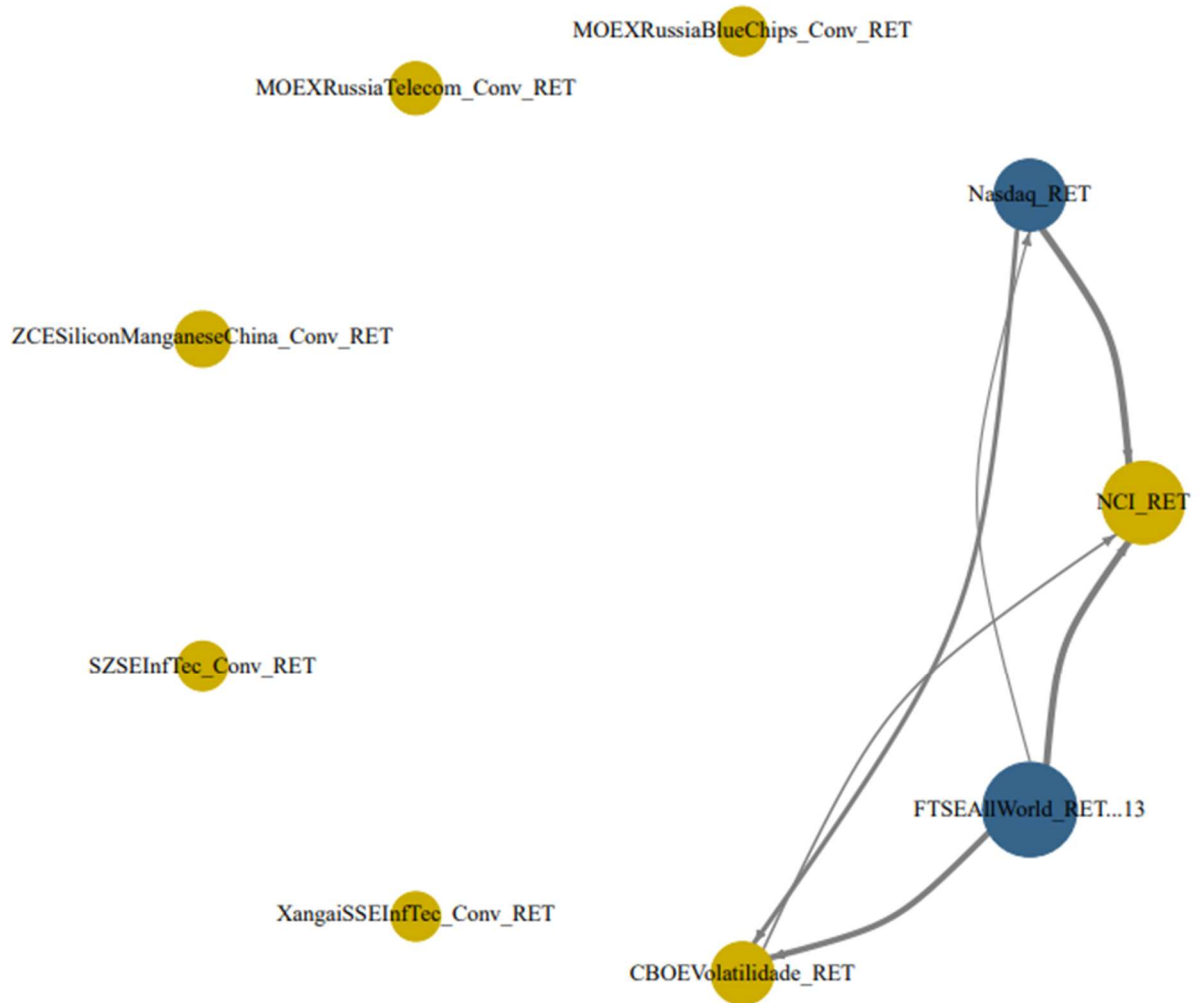 MOEXRussiaBlueChips_Conv_RET
MOEXRussiaTelecom_Conv_RET
Nasdaq_RET
ZCESiliconManganeseChina_Conv_RET
NCI_RET
SZSEInfTec_Conv_RET
FTSEAllWorld_RET...13
XangaiSSEInfTec_Conv_RET
CBOEVolatilidade_RET